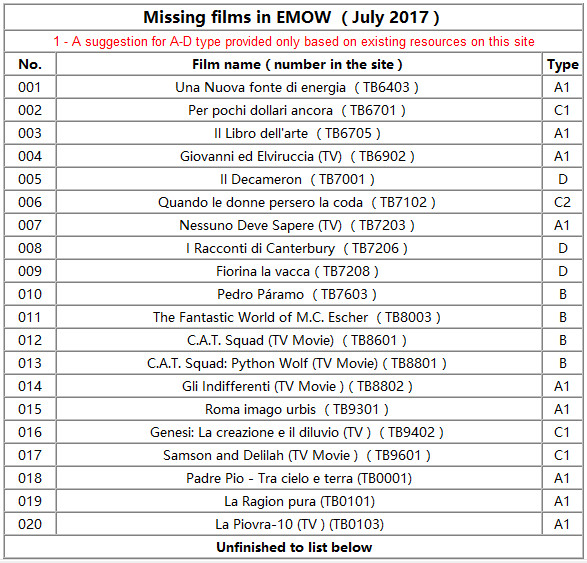 Missing films in EMOW ( July 2017 )
1 - A suggestion for A-D type provided only based on existing resources on this site
No. Film name ( number in the site ) Type
001 Una Nuova fonte di energia ( TB6403 ) A1
002 Per pochi dollari ancora ( TB6701 ) C1
003 Il Libro dell'arte ( TB6705 ) A1
004 Giovanni ed Elviruccia (TV) ( TB6902 ) A1
005 Il Decameron ( TB7001 ) D
006 Quando le donne persero la coda ( TB7102 ) C2
007 Nessuno Deve Sapere (TV) ( TB7203 ) A1
008 I Racconti di Canterbury ( TB7206 ) D
009 Fiorina la vacca ( TB7208 ) D
010 Pedro Páramo ( TB7603 ) B
011 The Fantastic World of M.C. Escher ( TB8003 ) B
012 C.A.T. Squad (TV Movie) ( TB8601 ) B
013 C.A.T. Squad: Python Wolf (TV Movie) ( TB8801 ) B
014 Gli Indifferenti (TV Movie ) ( TB8802 ) A1
015 Roma imago urbis ( TB9301 ) A1
016 Genesi: La creazione e il diluvio (TV ) ( TB9402 ) C1
017 Samson and Delilah (TV Movie ) ( TB9601 ) C1
018 Padre Pio - Tra cielo e terra (TB0001) A1
019 La Ragion pura (TB0101) A1
020 La Piovra-10 (TV ) (TB0103) A1
Unfinished to list below